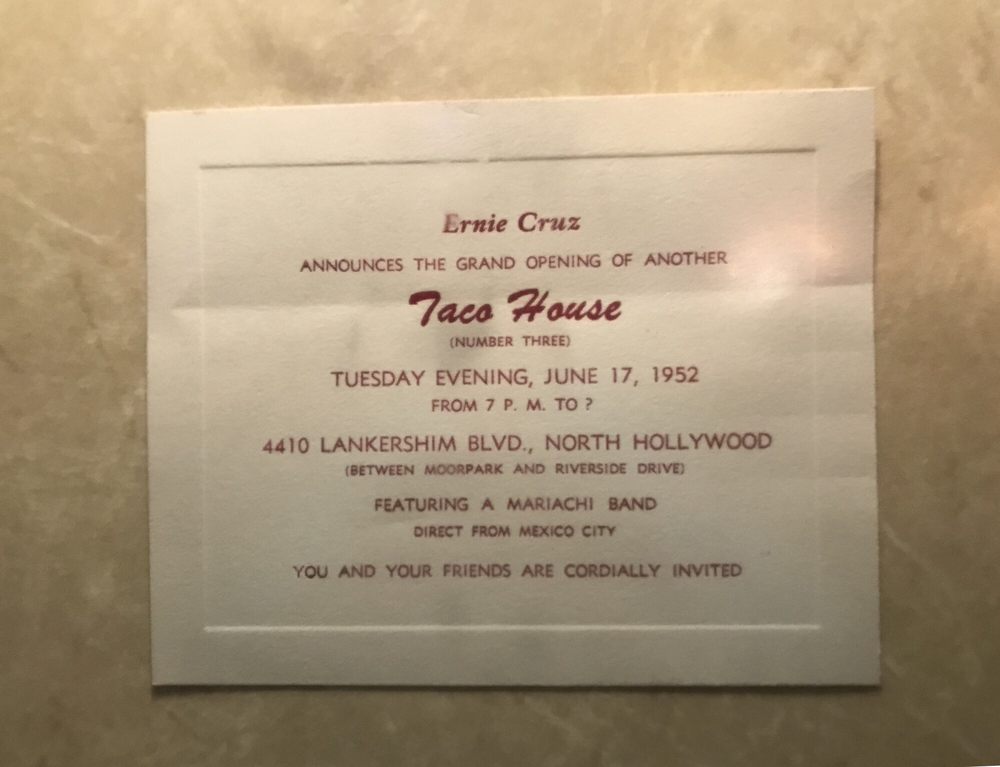 Ernie Cruz
ANNOUNCES THE GRAND OPENING OF ANOTHER
Taco House
(NUMBER THREE)
TUESDAY EVENING, JUNE 17, 1952
FROM 7 P. M. TO ?
4410 LANKERSHIM BLVD., NORTH HOLLYWOOD
(BETWEEN MOORPARK AND RIVERSIDE DRIVE)
FEATURING A MARIACHI BAND
DIRECT FROM MEXICO CITY
YOU AND YOUR FRIENDS ARE CORDIALLY INVITED